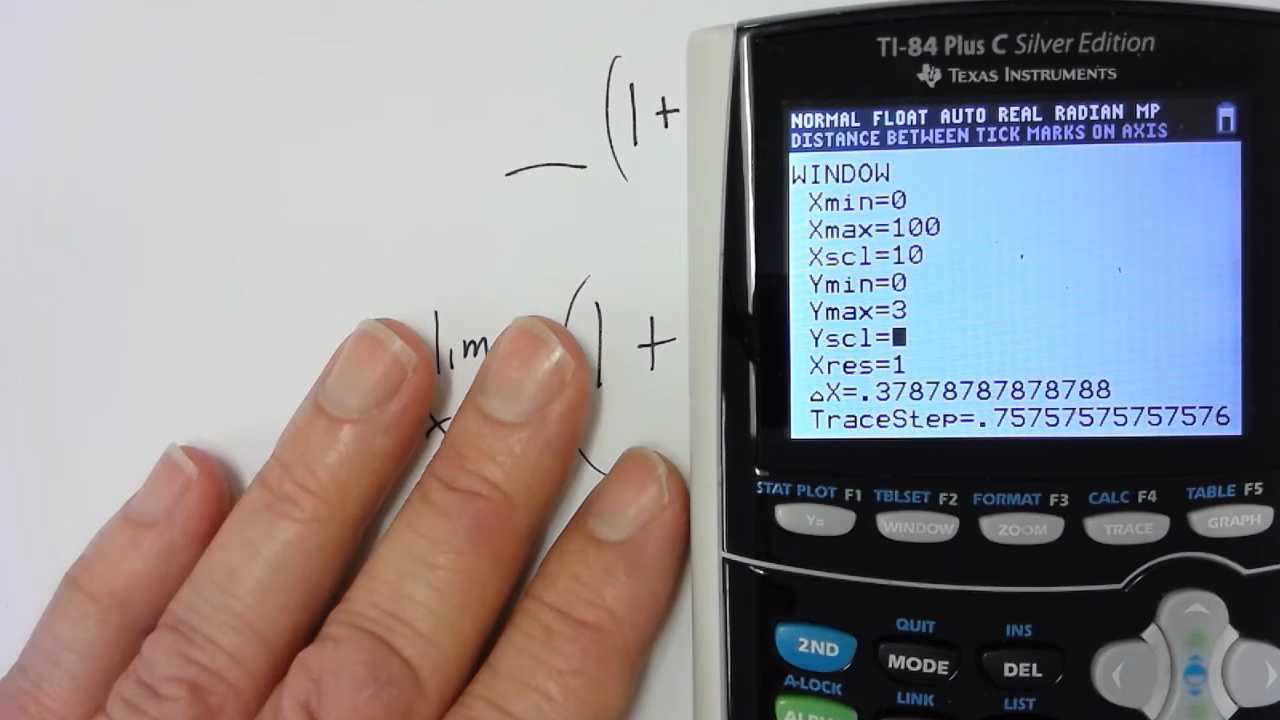 (1+
lim (1 +
x
TI-84 Plus C Silver Edition
TEXAS INSTRUMENTS
NORMAL FLOAT AUTO REAL RADIAN MP
DISTANCE BETWEEN TICK MARKS ON AXIS
WINDOW
Xmin=0
Xmax=100
Xscl=10
Ymin=0
Ymax=3
Yscl=
Xres=1
△X=.37878787878788
TraceStep=.75757575757576
STAT PLOT F1 TBLSET F2 FORMAT F3 CALC F4 TABLE F5
Y= WINDOW ZOOM TRACE GRAPH
QUIT INS
2ND MODE DEL
A-LOCK LINK LIST
ALPHA